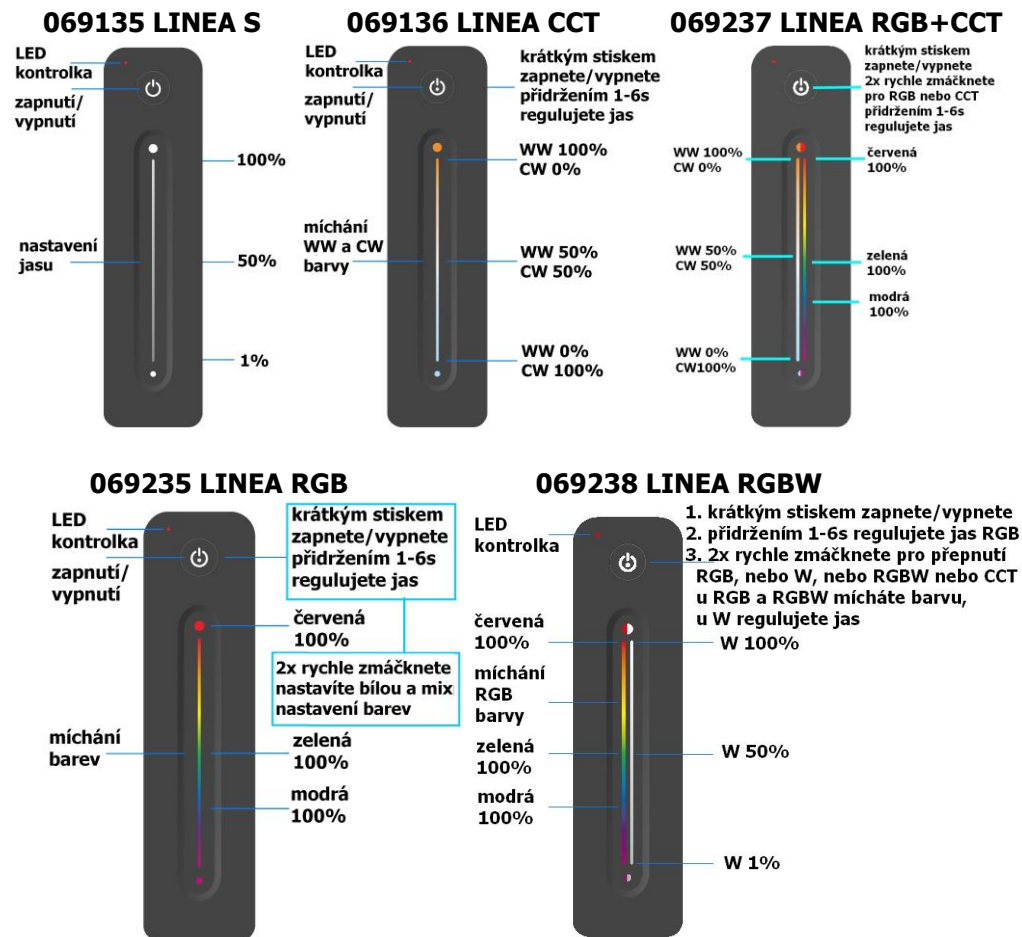 069135 LINEA S
LED
kontrolka
zapnutí/
vypnutí
100%
nastavení
jasu
50%
1%
069136 LINEA CCT
LED
kontrolka
zapnutí/
vypnutí
krátkým stiskem
zapnete/vypnete
přidržením 1-6s
regulujete jas
WW 100%
CW 0%
míchání
WW a CW
barvy
WW 50%
CW 50%
WW 0%
CW 100%
069237 LINEA RGB+CCT
krátkým stiskem
zapnete/vypnete
2x rychle zmáčknete
pro RGB nebo CCT
přidržením 1-6s
regulujete jas
WW 100%
CW 0%
červená
100%
WW 50%
CW 50%
zelená
100%
modrá
100%
WW 0%
CW100%
069235 LINEA RGB
LED
kontrolka
zapnutí/
vypnutí
krátkým stiskem
zapnete/vypnete
přidržením 1-6s
regulujete jas
červená
100%
2x rychle zmáčknete
nastavíte bílou a mix
nastavení barev
míchání
barev
zelená
100%
modrá
100%
069238 LINEA RGBW
LED
kontrolka
1. krátkým stiskem zapnete/vypnete
2. přidržením 1-6s regulujete jas RGB
3. 2x rychle zmáčknete pro přepnutí
RGB, nebo W, nebo RGBW nebo CCT
u RGB a RGBW mícháte barvu,
u W regulujete jas
červená
100%
W 100%
míchání
RGB
barvy
zelená
100%
W 50%
modrá
100%
W 1%